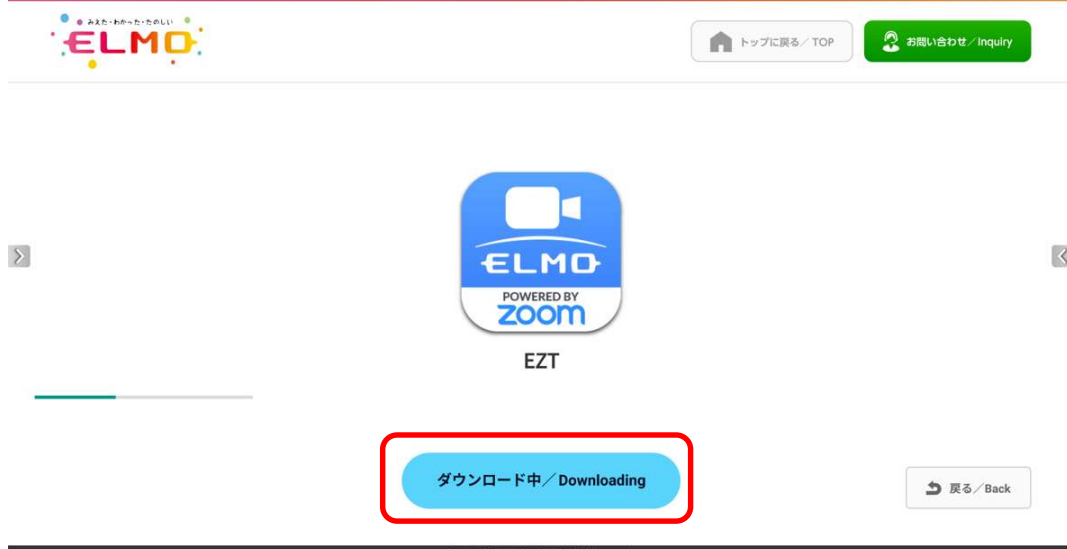 みえた・わかった・たのしい
ELMO
トップに戻る／TOP
お問い合わせ／Inquiry
ELMO
POWERED BY
zoom
EZT
ダウンロード中／Downloading
戻る／Back